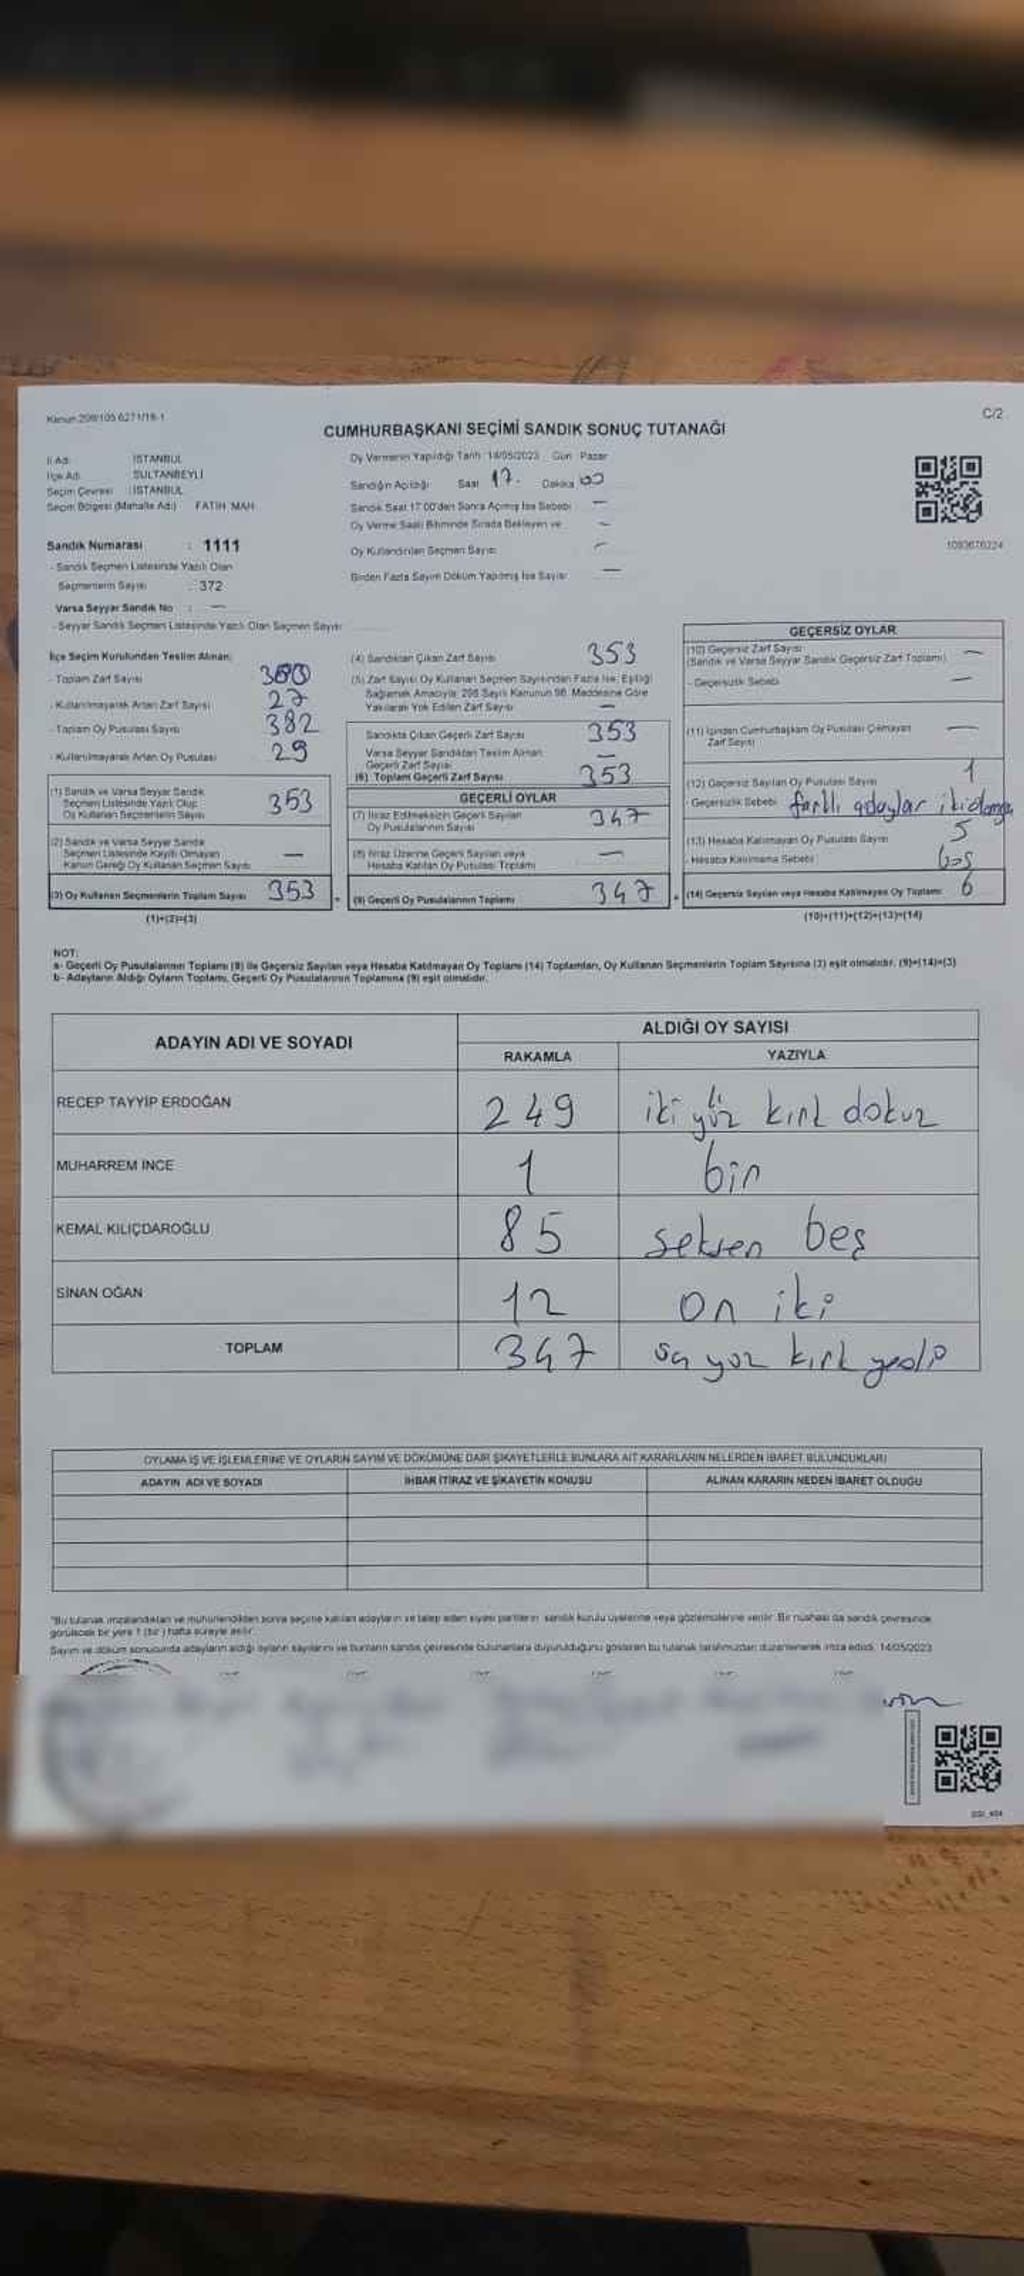 Kanun 298/105 6271/19-1
C/2
CUMHURBAŞKANI SEÇİMİ SANDIK SONUÇ TUTANAĞI
İl Adı : İSTANBUL
İlçe Adı : SULTANBEYLİ
Seçim Çevresi : İSTANBUL
Seçim Bölgesi (Mahalle Adı) : FATİH MAH.
Sandık Numarası : 1111
- Sandık Seçmen Listesinde Yazılı Olan
Seçmenlerin Sayısı : 372
Varsa Seyyar Sandık No : —
- Seyyar Sandık Seçmen Listesinde Yazılı Olan Seçmen Sayısı
Oy Vermenin Yapıldığı Tarih : 14/05/2023 Gün : Pazar
Sandığın Açıldığı Saat 17. Dakika 00
Sandık Saat 17:00'den Sonra Açılmış İse Sebebi —
Oy Verme Saati Bitiminde Sırada Bekleyen ve —
Oy Kullandırılan Seçmen Sayısı —
Birden Fazla Sayım Döküm Yapılmış İse Sayısı —
1093676224
İlçe Seçim Kurulundan Teslim Alınan;
- Toplam Zarf Sayısı
- Kullanılmayarak Artan Zarf Sayısı 27
- Toplam Oy Pusulası Sayısı 382
- Kullanılmayarak Artan Oy Pusulası 29
(1) Sandık ve Varsa Seyyar Sandık
Seçmen Listesinde Yazılı Olup
Oy Kullanan Seçmenlerin Sayısı 353
(2) Sandık ve Varsa Seyyar Sandık
Seçmen Listesinde Kayıtlı Olmayan
Kanun Gereği Oy Kullanan Seçmen Sayısı —
(3) Oy Kullanan Seçmenlerin Toplam Sayısı 353
(1)+(2)=(3)
(4) Sandıktan Çıkan Zarf Sayısı 353
(5) Zarf Sayısı Oy Kullanan Seçmen Sayısından Fazla İse, Eşitliği
Sağlamak Amacıyla, 298 Sayılı Kanunun 98. Maddesine Göre
Yakılarak Yok Edilen Zarf Sayısı —
Sandıkta Çıkan Geçerli Zarf Sayısı 353
Varsa Seyyar Sandıktan Teslim Alınan
Geçerli Zarf Sayısı —
(6) Toplam Geçerli Zarf Sayısı 353
GEÇERLİ OYLAR
(7) İtiraz Edilmeksizin Geçerli Sayılan
Oy Pusulalarının Sayısı 347
(8) İtiraz Üzerine Geçerli Sayılan veya
Hesaba Katılan Oy Pusulası Toplamı —
(9) Geçerli Oy Pusulalarının Toplamı 347
GEÇERSİZ OYLAR
(10) Geçersiz Zarf Sayısı —
(Sandık ve Varsa Seyyar Sandık Geçersiz Zarf Toplamı)
- Geçersizlik Sebebi —
(11) İçinden Cumhurbaşkanı Oy Pusulası Çıkmayan —
Zarf Sayısı
(12) Geçersiz Sayılan Oy Pusulası Sayısı 1
- Geçersizlik Sebebi farklı adaylar iki damga
(13) Hesaba Katılmayan Oy Pusulası Sayısı 5
- Hesaba Katılmama Sebebi boş
(14) Geçersiz Sayılan veya Hesaba Katılmayan Oy Toplamı 6
(10)+(11)+(12)+(13)=(14)
NOT:
a- Geçerli Oy Pusulalarının Toplamı (9) ile Geçersiz Sayılan veya Hesaba Katılmayan Oy Toplamı (14) Toplamları, Oy Kullanan Seçmenlerin Toplam Sayısına (3) eşit olmalıdır. (9)+(14)=(3)
b- Adayların Aldığı Oyların Toplamı, Geçerli Oy Pusulalarının Toplamına (9) eşit olmalıdır.
ADAYIN ADI VE SOYADI
ALDIĞI OY SAYISI
RAKAMLA YAZIYLA
RECEP TAYYİP ERDOĞAN 249 iki yüz kırk dokuz
MUHARREM İNCE 1 bir
KEMAL KILIÇDAROĞLU 85 seksen beş
SİNAN OĞAN 12 on iki
TOPLAM 347 yüz kırk yedi
OYLAMA İŞ VE İŞLEMLERİNE VE OYLARIN SAYIM VE DÖKÜMÜNE DAİR ŞİKAYETLERLE BUNLARA AİT KARARLARIN NELERDEN İBARET BULUNDUKLARI
ADAYIN ADI VE SOYADI
İHBAR İTİRAZ VE ŞİKAYETİN KONUSU
ALINAN KARARIN NEDEN İBARET OLDUĞU
"Bu tutanak imzalandıktan ve mühürlendikten sonra seçime katılan adayların ve talep eden siyasi partilerin sandık kurulu üyelerine veya gözlemcilerine verilir. Bir nüshası da sandık çevresinde
görülecek bir yere 1 (bir) hafta süreyle asılır.
Sayım ve döküm sonucunda adayların aldığı oyların sayılarını ve bunların sandık çevresinde bulunanlara duyurulduğunu gösteren bu tutanak tarafımızdan düzenlenerek imza edildi. 14/05/2023